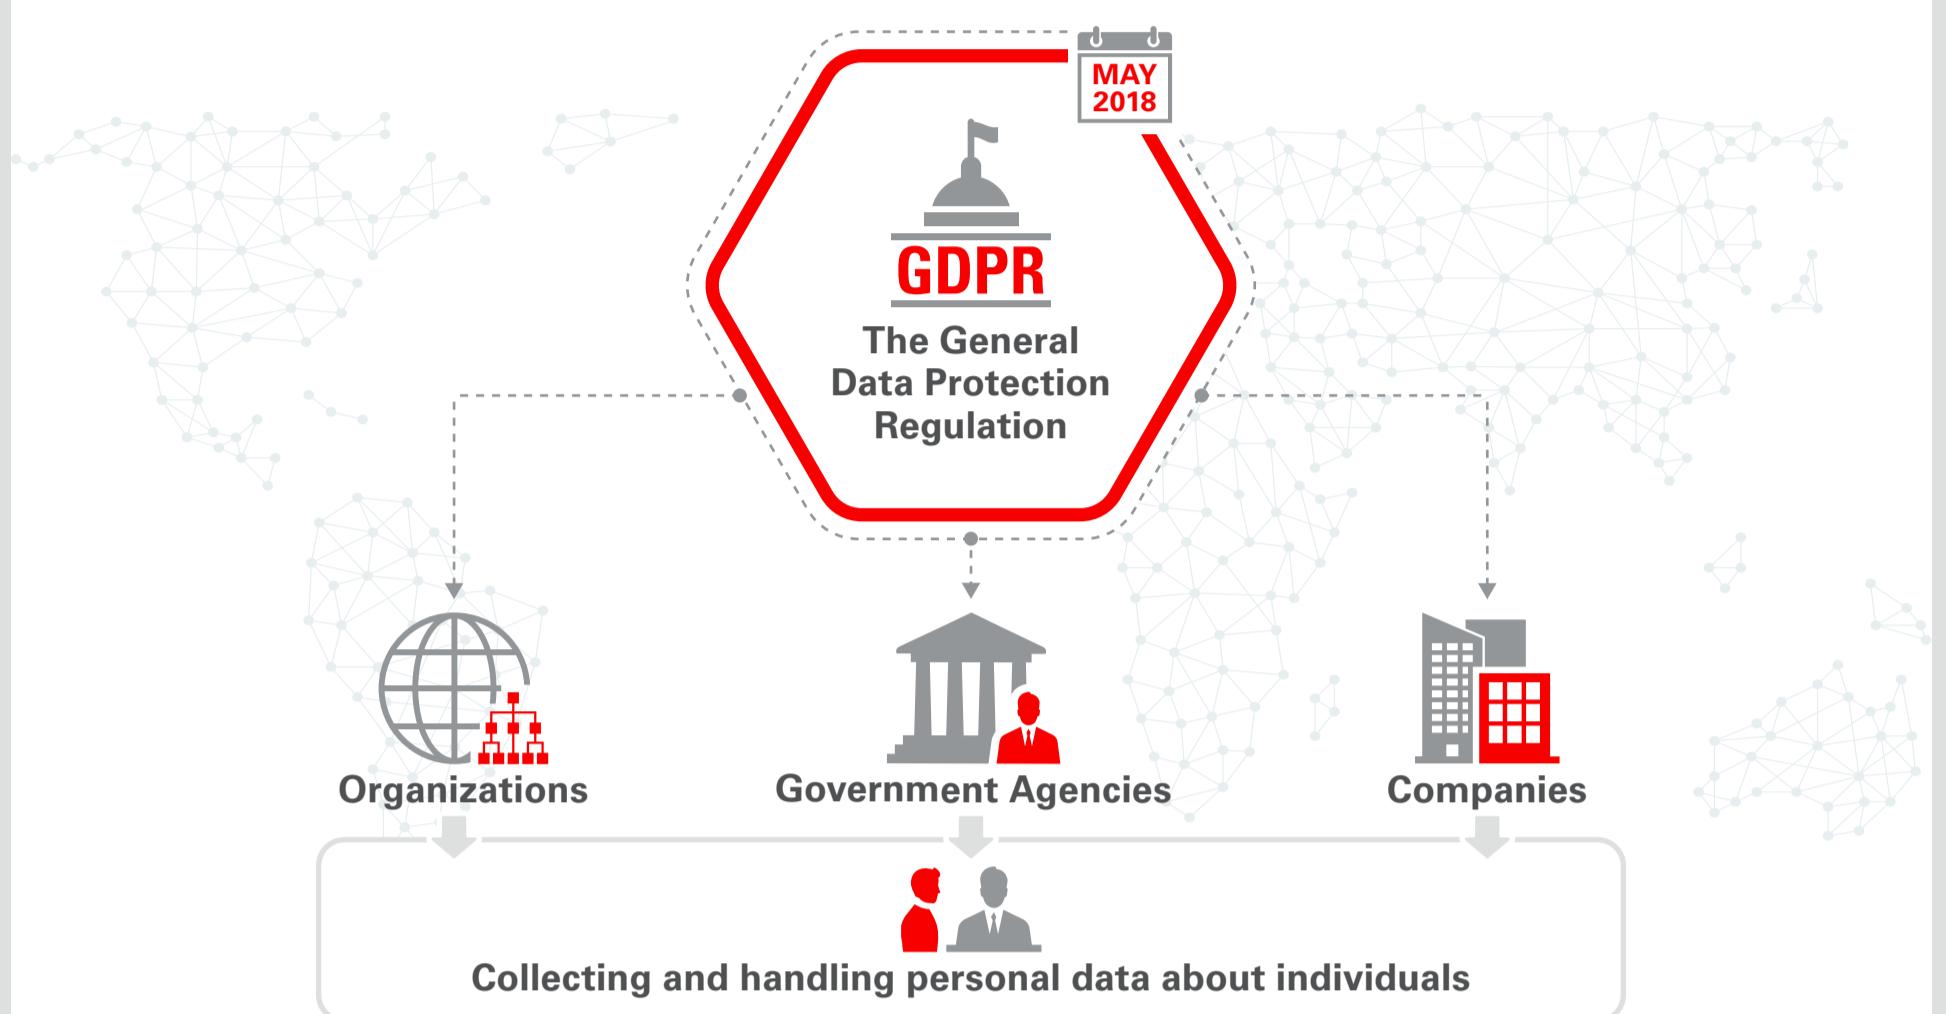 MAY
2018
GDPR
The General
Data Protection
Regulation
Organizations
Government Agencies
Companies
Collecting and handling personal data about individuals